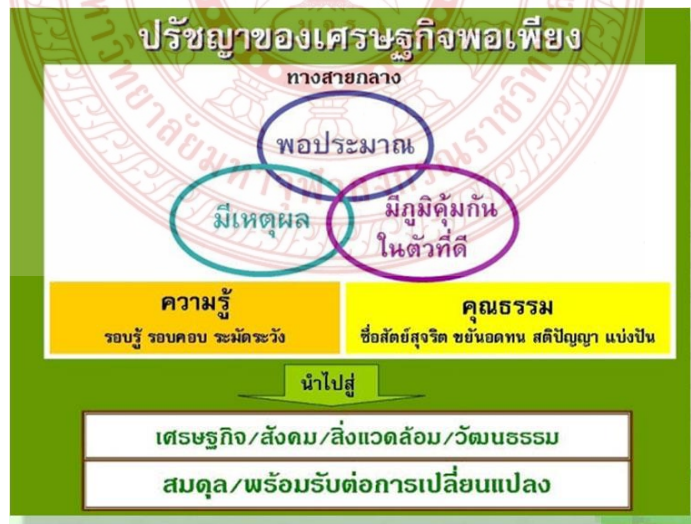 ปรัชญาของเศรษฐกิจพอเพียง
ทางสายกลาง
พอประมาณ
มีเหตุผล
มีภูมิคุ้มกัน
ในตัวที่ดี
ความรู้
รอบรู้ รอบคอบ ระมัดระวัง
คุณธรรม
ซื่อสัตย์สุจริต ขยันอดทน สติปัญญา แบ่งปัน
นำไปสู่
เศรษฐกิจ/สังคม/สิ่งแวดล้อม/วัฒนธรรม
สมดุล/พร้อมรับต่อการเปลี่ยนแปลง